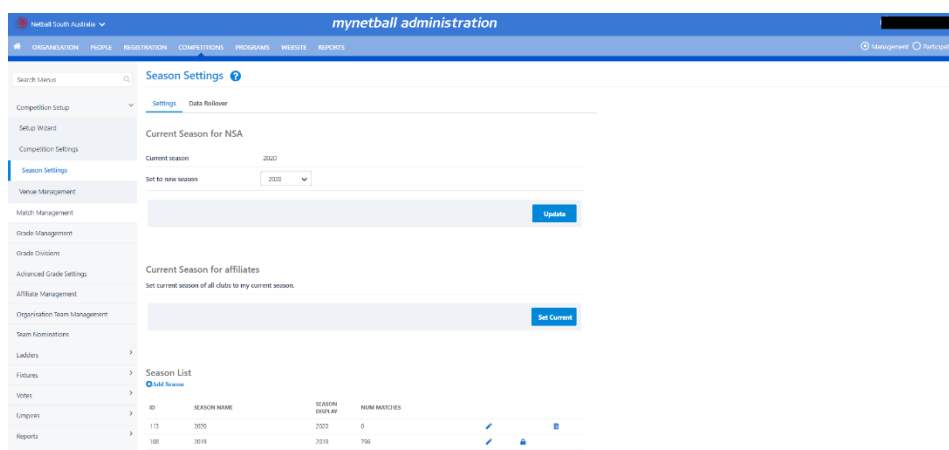 Netball South Australia
mynetball administration
ORGANISATION PEOPLE REGISTRATION COMPETITIONS PROGRAMS WEBSITE REPORTS
Management
Search Menus
Competition Setup
Setup Wizard
Competition Settings
Season Settings
Venue Management
Match Management
Grade Management
Grade Divisions
Advanced Grade Settings
Affiliate Management
Organisation Team Management
Team Nominations
Ladders
Fixtures
Votes
Umpires
Reports
Season Settings ?
Settings Data Rollover
Current Season for NSA
Current season 2020
Set to new season 2020
Update
Current Season for affiliates
Set current season of all clubs to my current season.
Set Current
Season List
Add Season
ID SEASON NAME SEASON DISPLAY NUM MATCHES
113 2020 2020 0
108 2019 2019 796